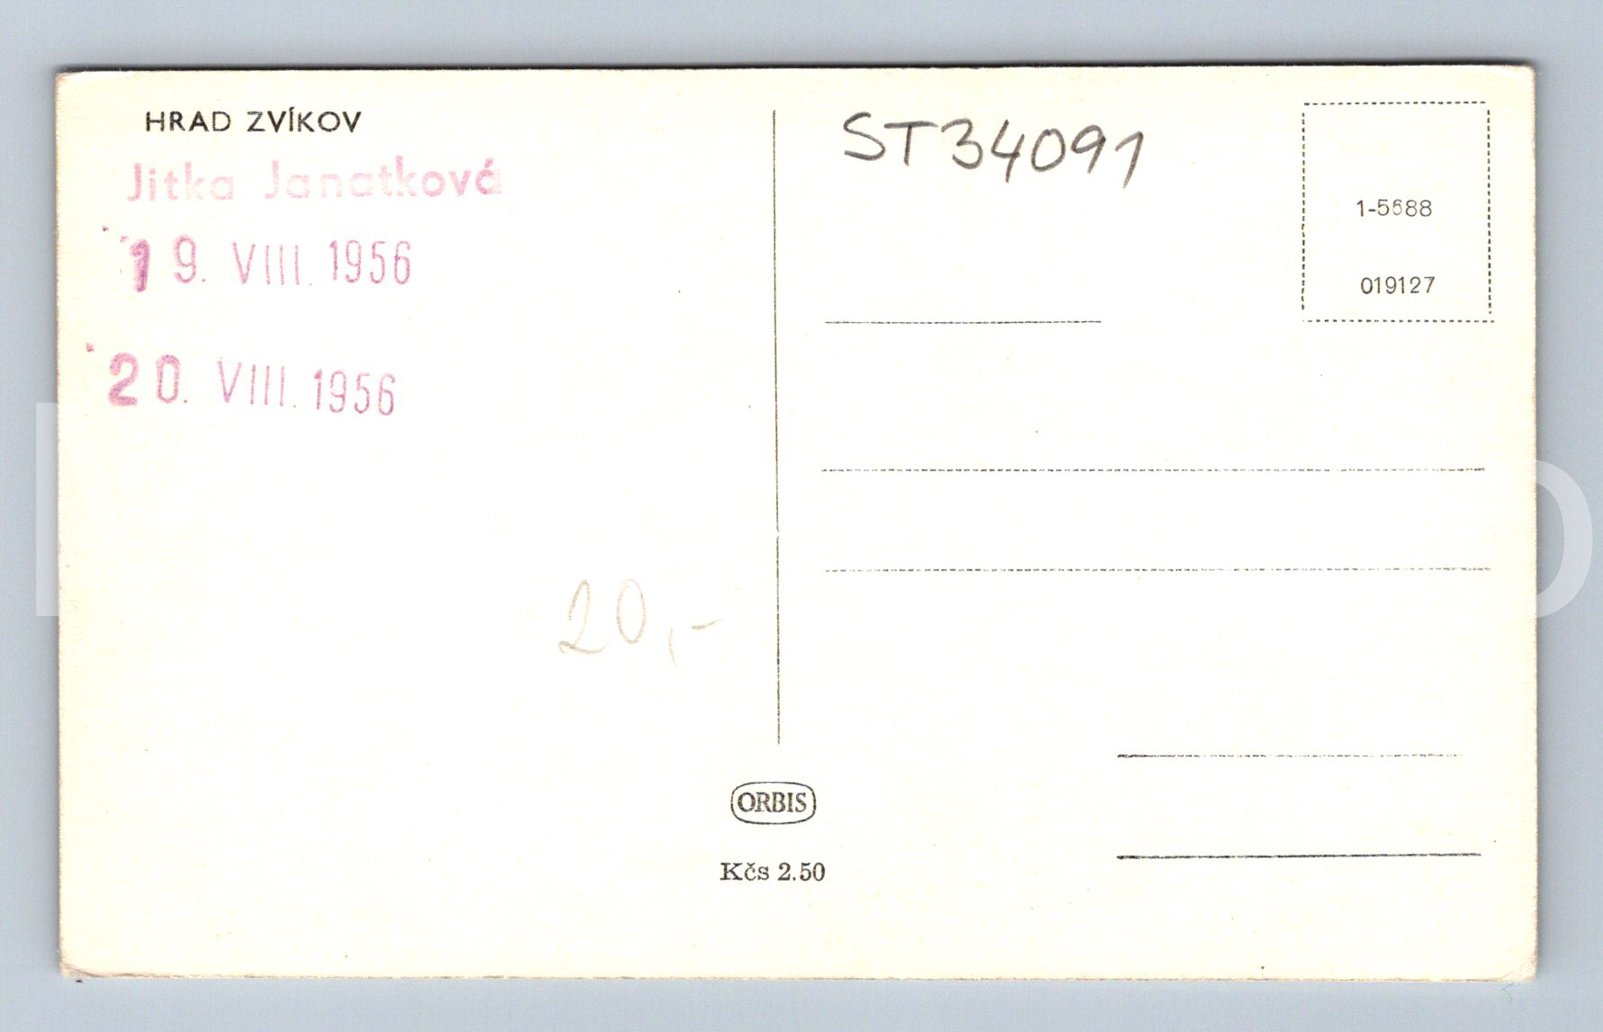 HRAD ZVÍKOV
Jitka Janatková
19. VIII. 1956
20. VIII. 1956
20,-
ORBIS
Kčs 2.50
ST34091
1-5688
019127